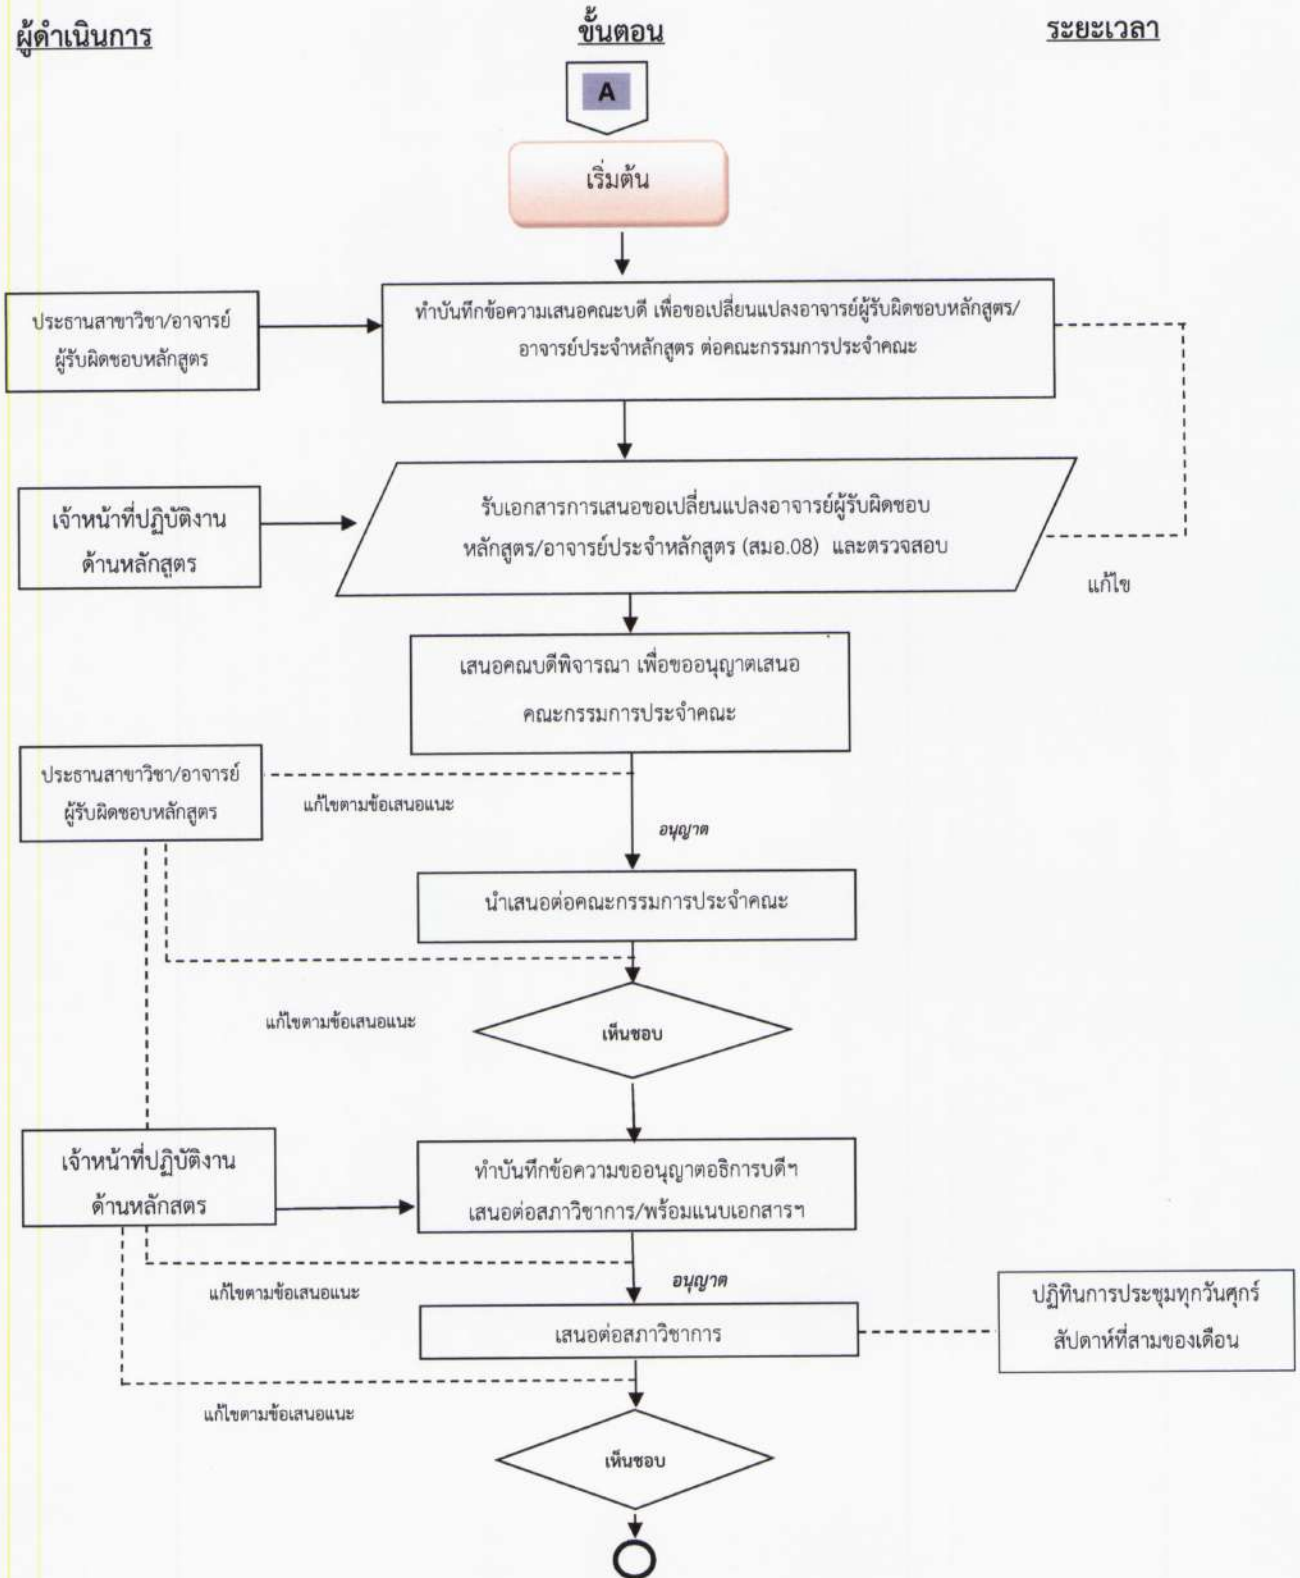 ผู้ดำเนินการ
ขั้นตอน
ระยะเวลา
A
เริ่มต้น
ประธานสาขาวิชา/อาจารย์
ผู้รับผิดชอบหลักสูตร
ทำบันทึกข้อความเสนอคณะบดี เพื่อขอเปลี่ยนแปลงอาจารย์ผู้รับผิดชอบหลักสูตร/
อาจารย์ประจำหลักสูตร ต่อคณะกรรมการประจำคณะ
เจ้าหน้าที่ปฏิบัติงาน
ด้านหลักสูตร
รับเอกสารการเสนอขอเปลี่ยนแปลงอาจารย์ผู้รับผิดชอบ
หลักสูตร/อาจารย์ประจำหลักสูตร (สมอ.08) และตรวจสอบ
แก้ไข
เสนอคณบดีพิจารณา เพื่อขออนุญาตเสนอ
คณะกรรมการประจำคณะ
ประธานสาขาวิชา/อาจารย์
ผู้รับผิดชอบหลักสูตร
แก้ไขตามข้อเสนอแนะ
อนุญาต
นำเสนอต่อคณะกรรมการประจำคณะ
แก้ไขตามข้อเสนอแนะ
เห็นชอบ
เจ้าหน้าที่ปฏิบัติงาน
ด้านหลักสตร
ทำบันทึกข้อความขออนุญาตอธิการบดีฯ
เสนอต่อสภาวิชาการ/พร้อมแนบเอกสารฯ
แก้ไขตามข้อเสนอแนะ
อนุญาต
เสนอต่อสภาวิชาการ
ปฏิทินการประชุมทุกวันศุกร์
สัปดาห์ที่สามของเดือน
แก้ไขตามข้อเสนอแนะ
เห็นชอบ